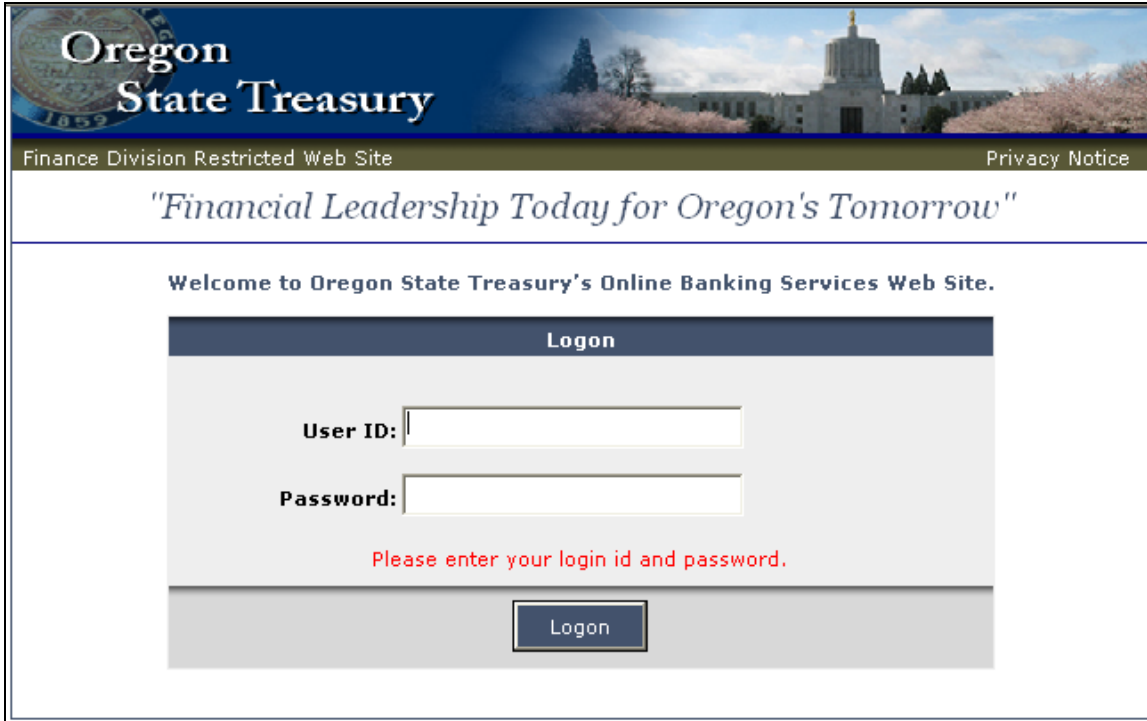 Oregon
State Treasury
1859
Finance Division Restricted Web Site
Privacy Notice
"Financial Leadership Today for Oregon's Tomorrow"
Welcome to Oregon State Treasury's Online Banking Services Web Site.
Logon
User ID:
Password:
Please enter your login id and password.
Logon